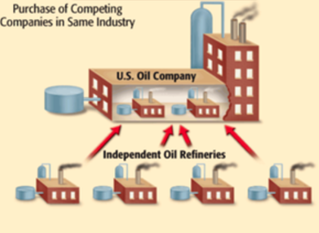 Purchase of Competing
Companies in Same Industry
U.S. Oil Company
Independent Oil Refineries